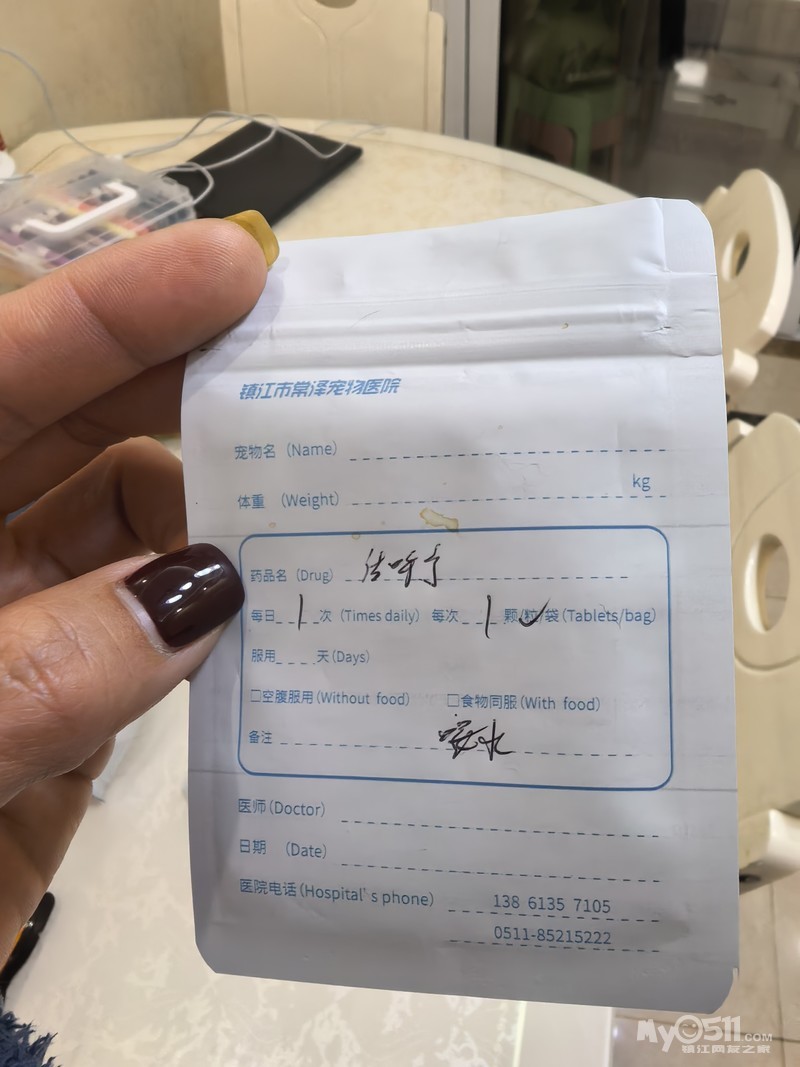 镇江市常泽宠物医院
宠物名 (Name)
体重 (Weight) kg
药品名 (Drug)
每日 1 次 (Times daily) 每次 1 颗/粒/袋 (Tablets/bag)
服用 天 (Days)
□空腹服用 (Without food) □食物同服 (With food)
备注 水
医师 (Doctor)
日期 (Date)
医院电话 (Hospital's phone) 138 6135 7105
0511-85215222
My0511.COM
镇江网友之家